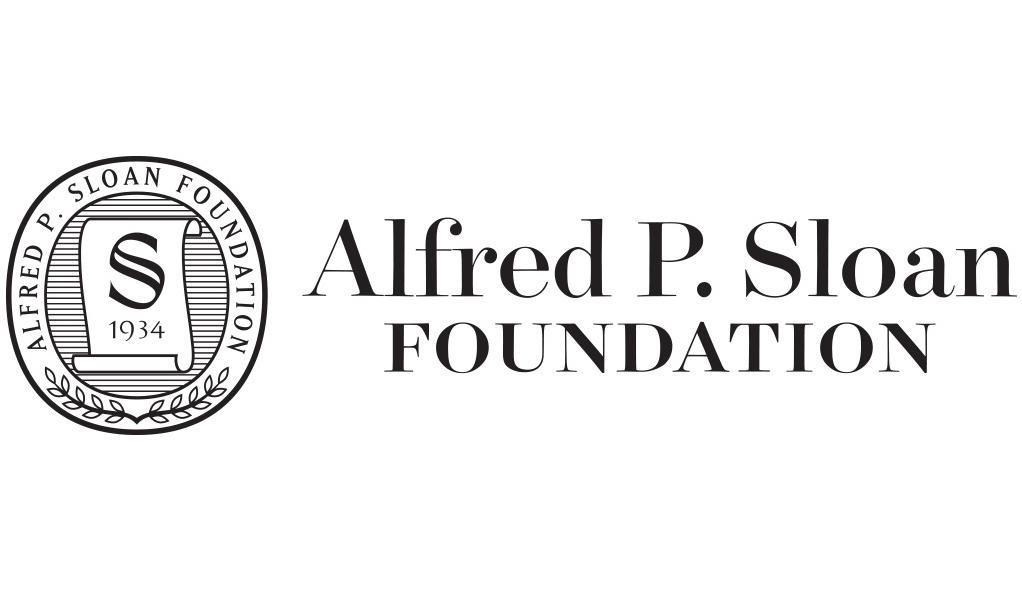 ALFRED P. SLOAN FOUNDATION
S
1934
Alfred P. Sloan
FOUNDATION